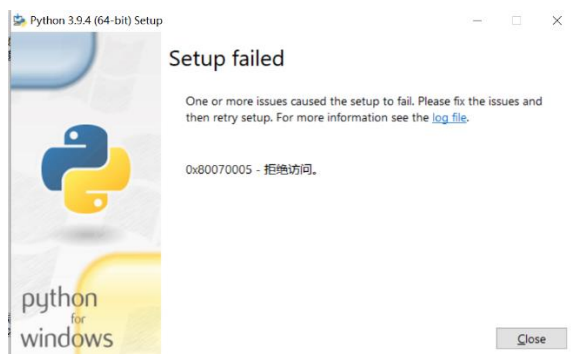 Python 3.9.4 (64-bit) Setup
Setup failed
One or more issues caused the setup to fail. Please fix the issues and
then retry setup. For more information see the log file.
0x80070005 - 拒绝访问。
python
for
windows
Close